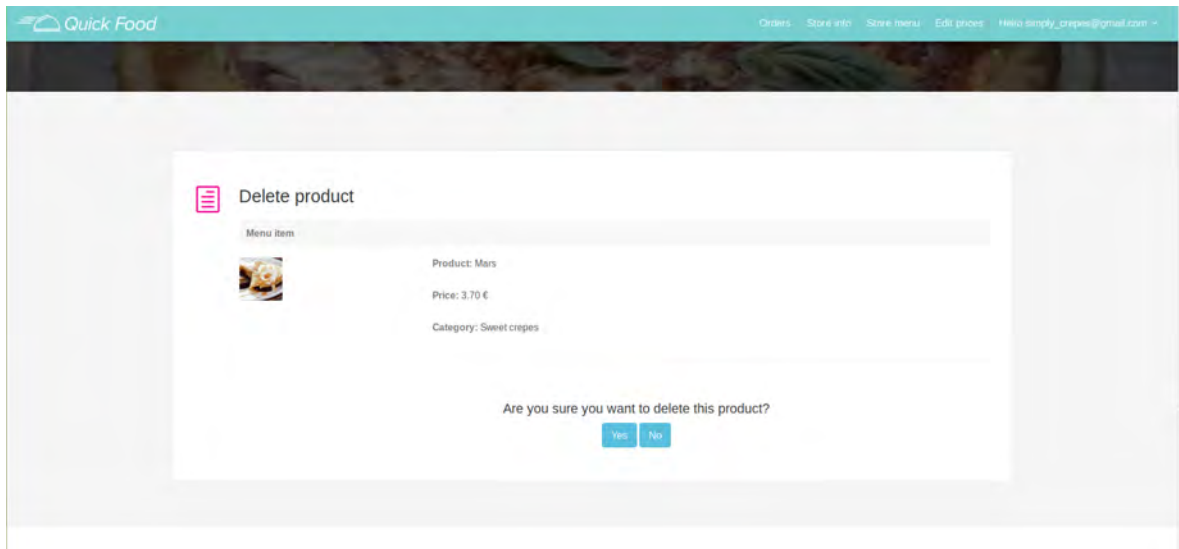 Quick Food
Orders Store info Store menu Edit prices Hello simply_crepes@gmail.com
Delete product
Menu item
Product: Mars
Price: 3.70 €
Category: Sweet crepes
Are you sure you want to delete this product?
Yes No